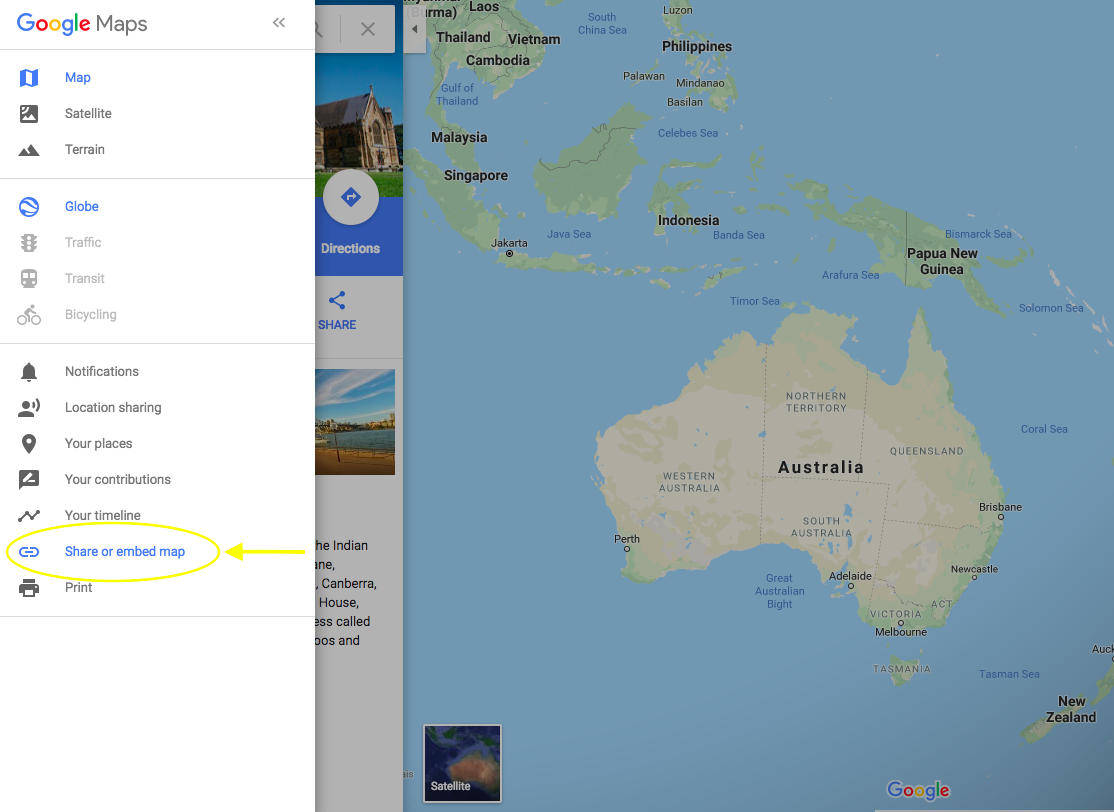 Google Maps
Map
Satellite
Terrain
Globe
Traffic
Transit
Bicycling
Notifications
Location sharing
Your places
Your contributions
Your timeline
Share or embed map
Print
Directions
SHARE
he Indian
ane,
, Canberra,
House,
ess called
oos and
(Burma)
Laos
Thailand
Vietnam
Cambodia
South
China Sea
Luzon
Philippines
Palawan
Mindanao
Basilan
Gulf of
Thailand
Malaysia
Celebes Sea
Singapore
Indonesia
Jakarta
Java Sea
Banda Sea
Bismarck Sea
Papua New
Guinea
Arafura Sea
Timor Sea
Solomon Sea
NORTHERN
TERRITORY
Coral Sea
QUEENSLAND
Australia
WESTERN
AUSTRALIA
SOUTH
AUSTRALIA
Brisbane
Perth
Newcastle
Adelaide
Great
Australian
Bight
ACT
VICTORIA
Melbourne
TASMANIA
Tasman Sea
Auck
New
Zealand
Satellite
Google